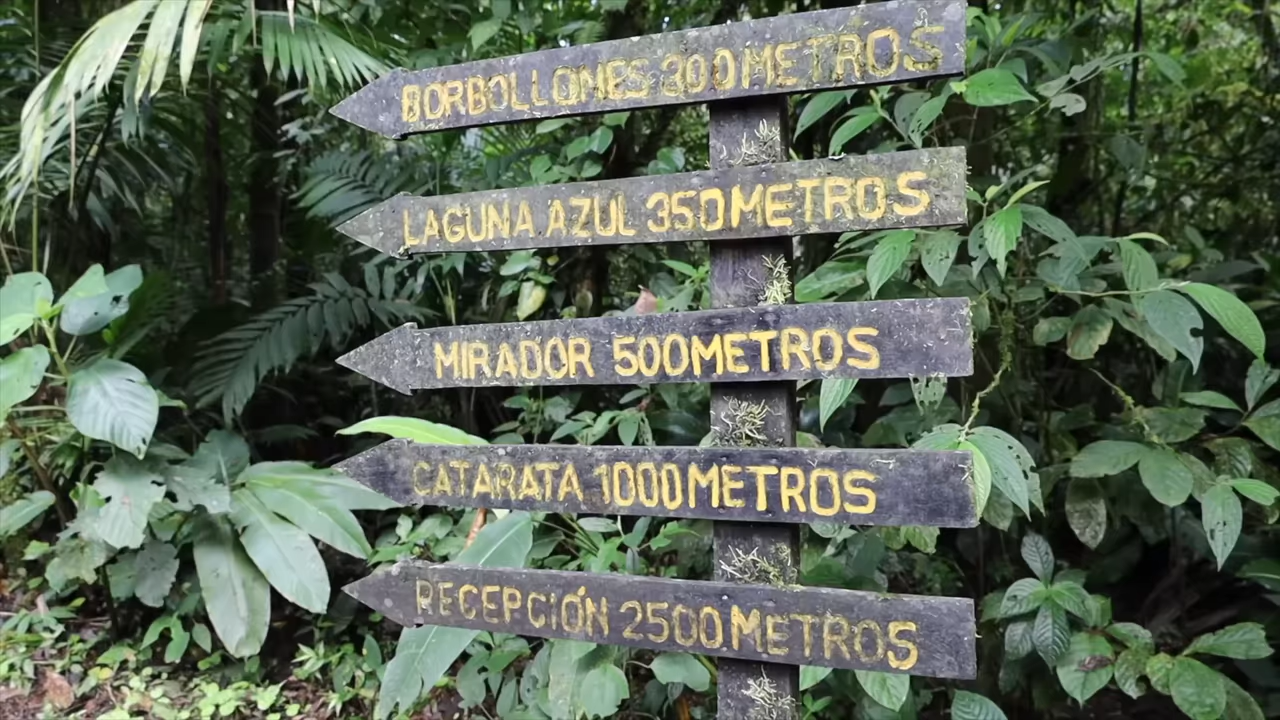 BORBOLLONES 300 METROS
LAGUNA AZUL 350 METROS
MIRADOR 500 METROS
CATARATA 1000 METROS
RECEPCIÓN 2500 METROS